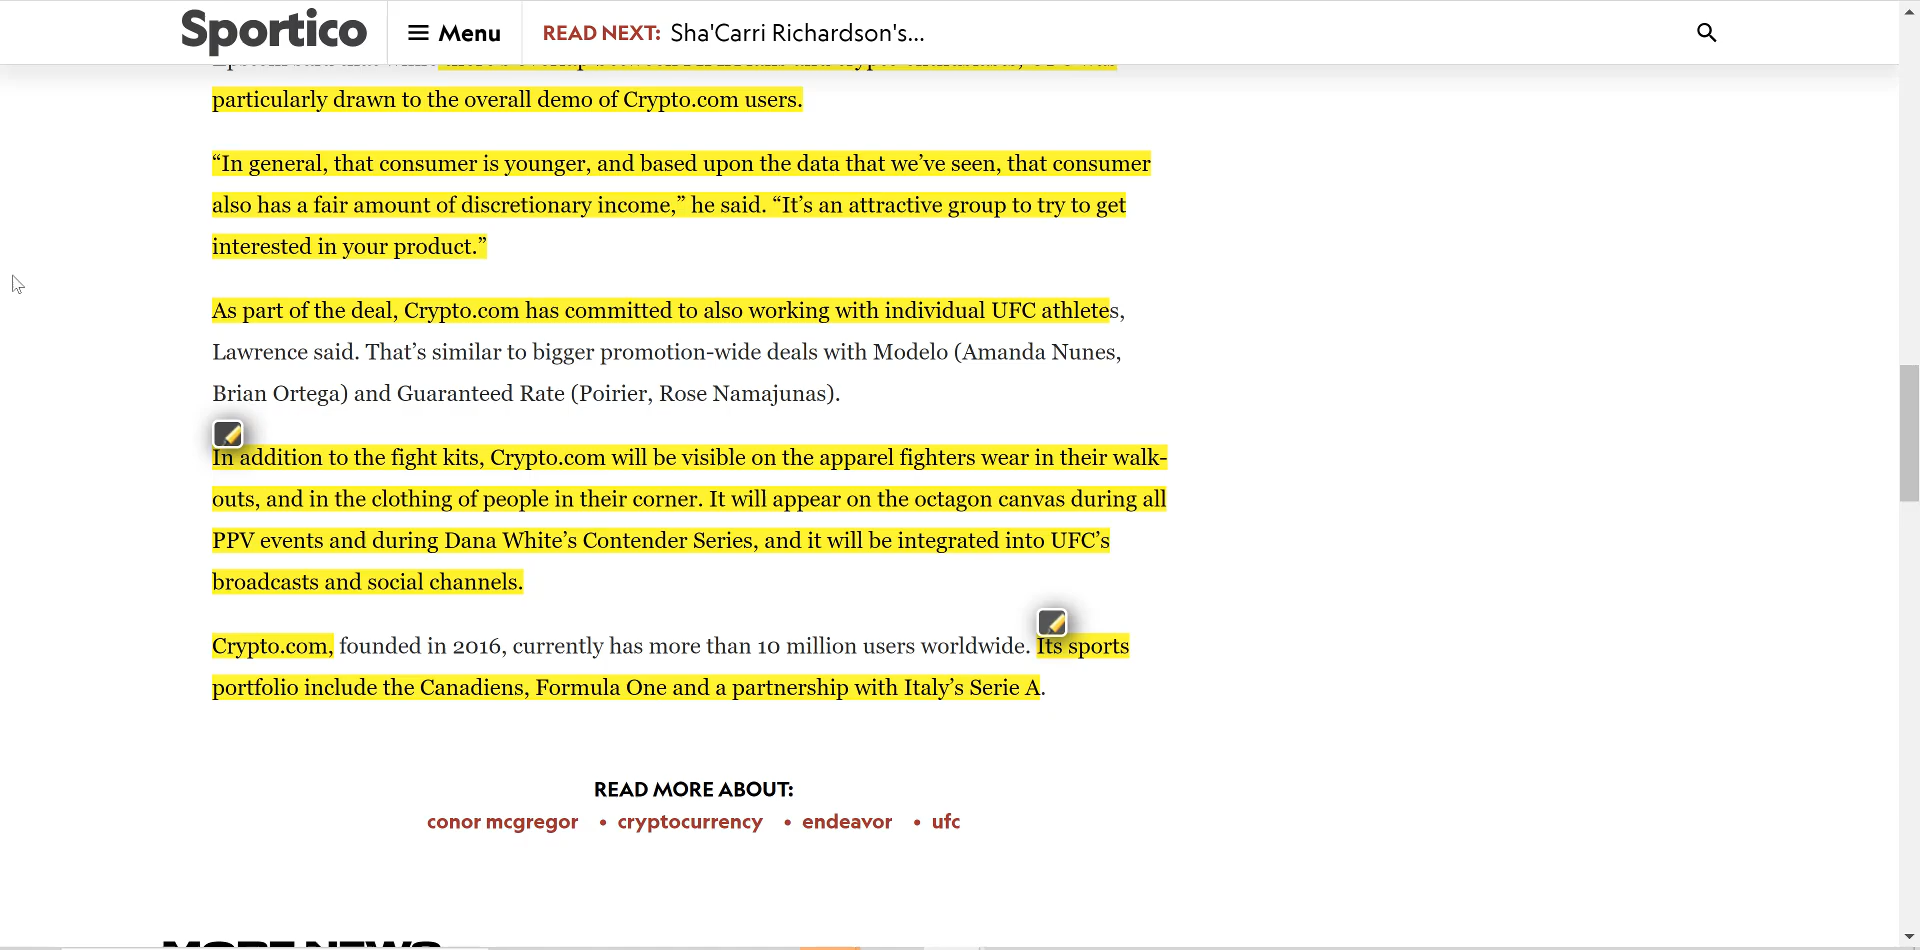 Sportico
Menu
READ NEXT: Sha'Carri Richardson's...
particularly drawn to the overall demo of Crypto.com users.
“In general, that consumer is younger, and based upon the data that we’ve seen, that consumer
also has a fair amount of discretionary income,” he said. “It’s an attractive group to try to get
interested in your product.”
As part of the deal, Crypto.com has committed to also working with individual UFC athletes,
Lawrence said. That’s similar to bigger promotion-wide deals with Modelo (Amanda Nunes,
Brian Ortega) and Guaranteed Rate (Poirier, Rose Namajunas).
In addition to the fight kits, Crypto.com will be visible on the apparel fighters wear in their walk-
outs, and in the clothing of people in their corner. It will appear on the octagon canvas during all
PPV events and during Dana White’s Contender Series, and it will be integrated into UFC’s
broadcasts and social channels.
Crypto.com, founded in 2016, currently has more than 10 million users worldwide. Its sports
portfolio include the Canadiens, Formula One and a partnership with Italy’s Serie A.
READ MORE ABOUT:
conor mcgregor • cryptocurrency • endeavor • ufc
MORE NEWS